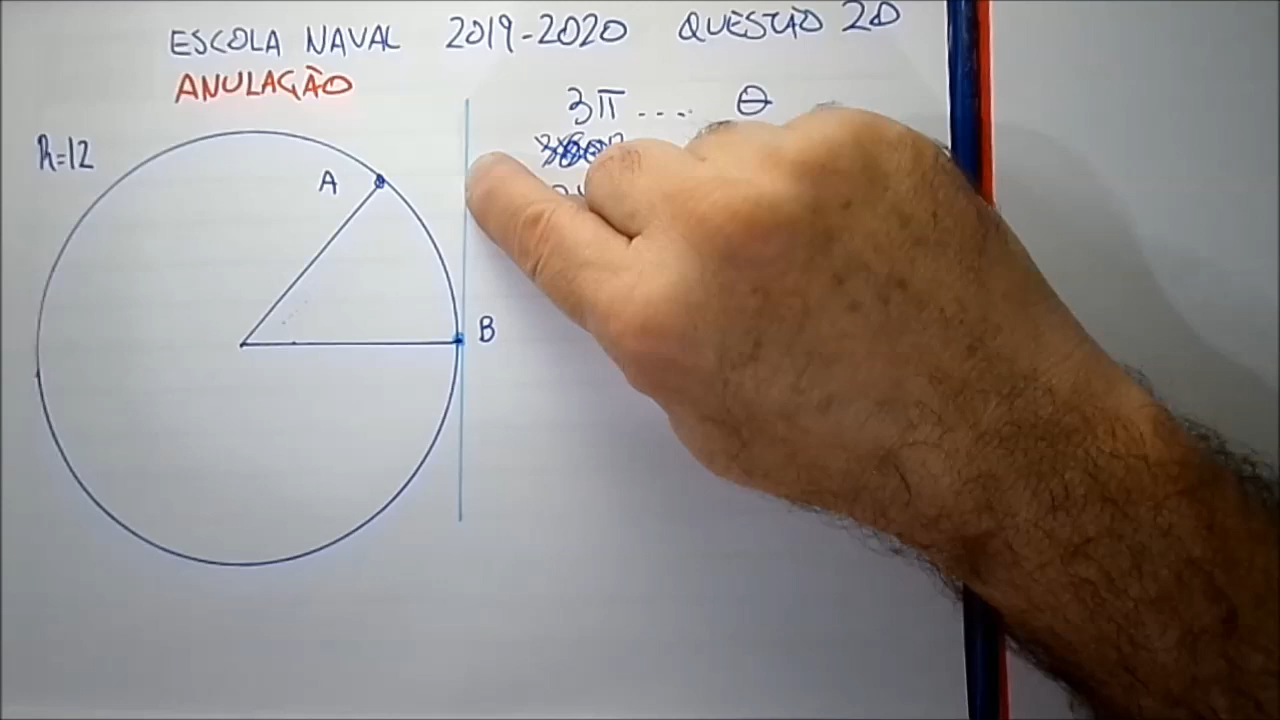 ESCOLA NAVAL 2019-2020 QUESTÃO 20
ANULAÇÃO
3π .... θ
R=12
A
B